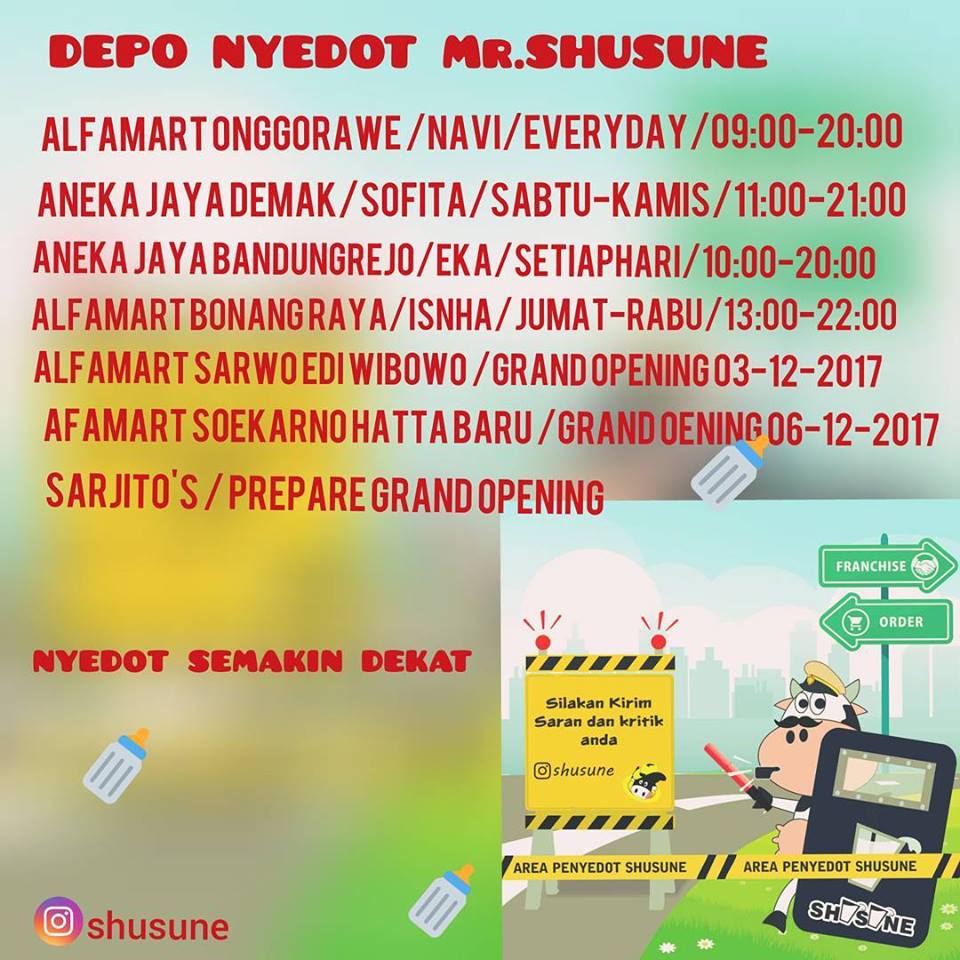 DEPO NYEDOT Mr.SHUSUNE
ALFAMART ONGGORAWE /NAVI/EVERYDAY/09:00-20:00
ANEKA JAYA DEMAK/SOFITA/SABTU-KAMIS/11:00-21:00
ANEKA JAYA BANDUNGREJO/EKA/SETIAPHARI/10:00-20:00
ALFAMART BONANG RAYA/ISNHA/JUMAT-RABU/13:00-22:00
ALFAMART SARWO EDI WIBOWO /GRAND OPENING 03-12-2017
AFAMART SOEKARNO HATTA BARU /GRAND OENING 06-12-2017
SARJITO'S / PREPARE GRAND OPENING
FRANCHISE
ORDER
NYEDOT SEMAKIN DEKAT
Silakan Kirim
Saran dan kritik
anda
shusune
AREA PENYEDOT SHUSUNE
AREA PENYEDOT SHUSUNE
SHUSUNE
shusune